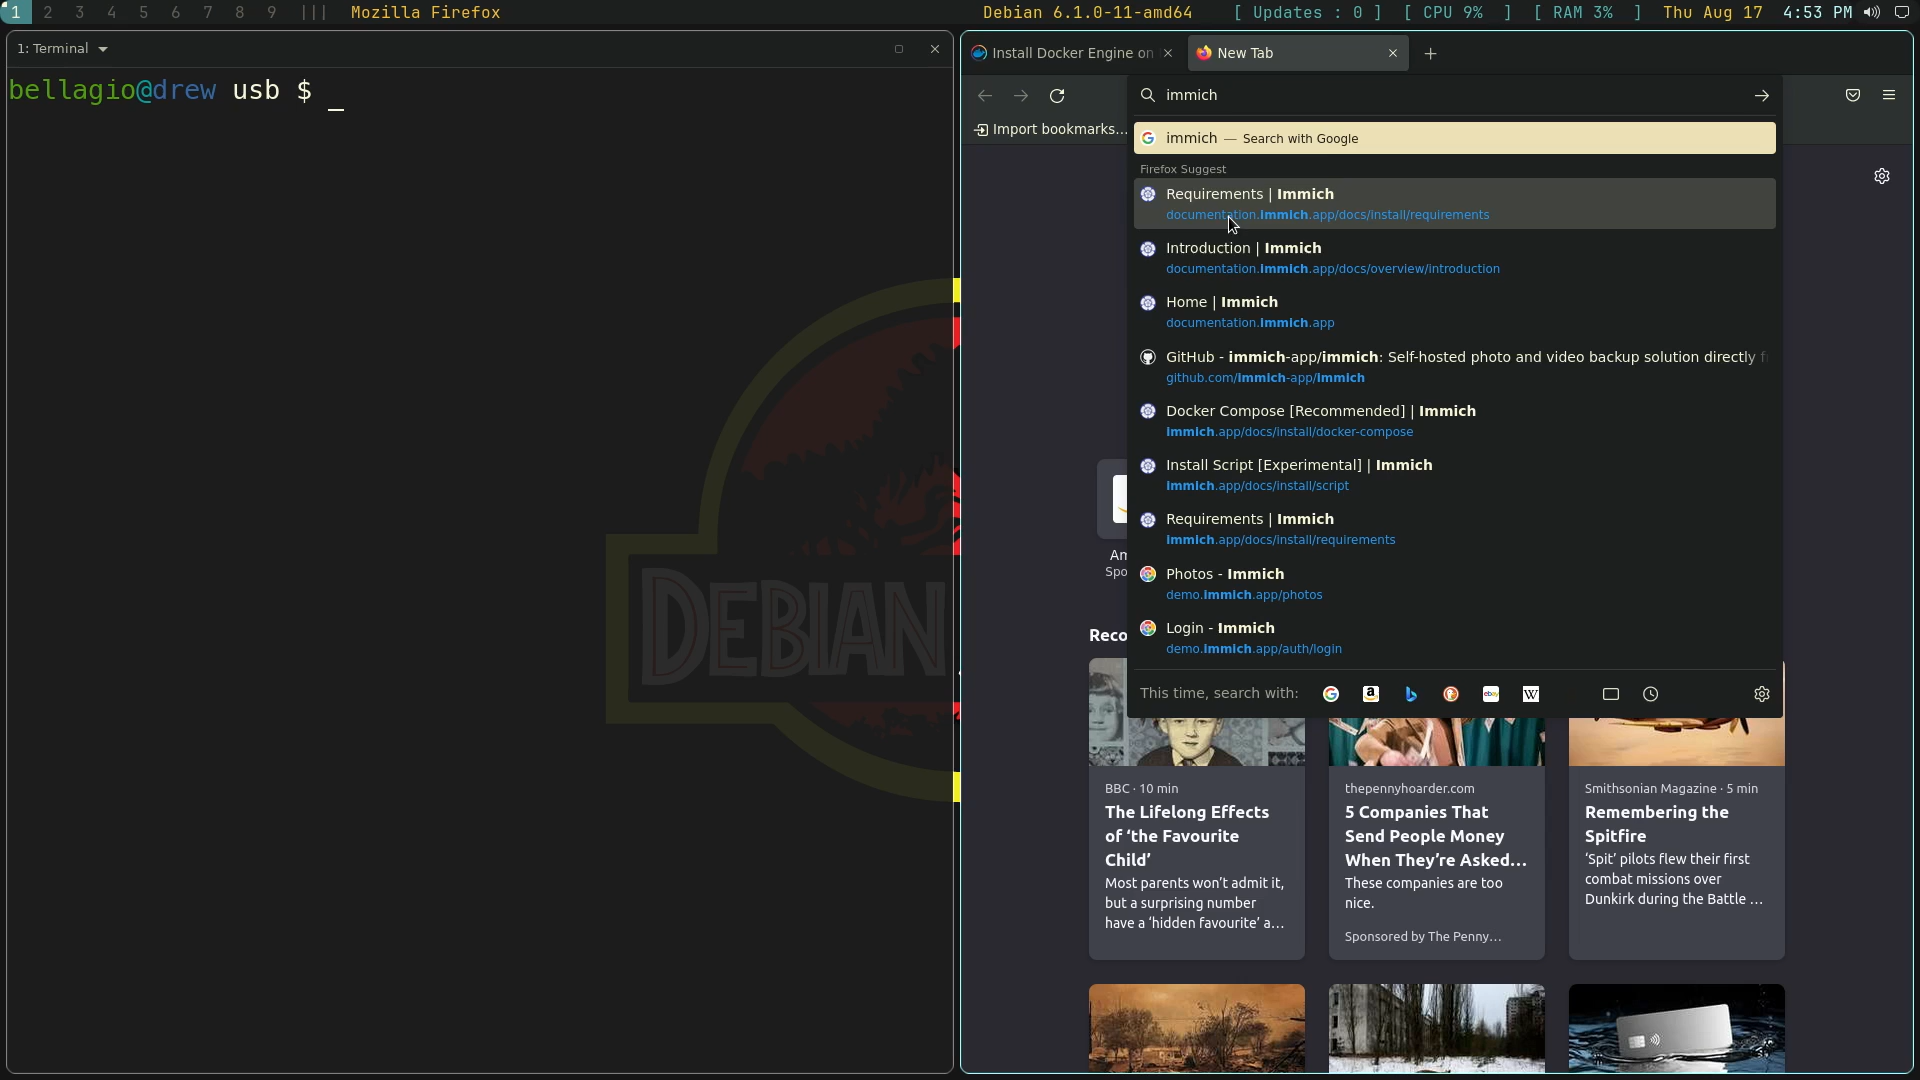 1 2 3 4 5 6 7 8 9 ||| Mozilla Firefox Debian 6.1.0-11-amd64 [ Updates : 0 ] [ CPU 9% ] [ RAM 3% ] Thu Aug 17 4:53 PM
1: Terminal
bellagio@drew usb $ _
DEBIAN
Install Docker Engine on
New Tab
immich
Import bookmarks...
immich — Search with Google
Firefox Suggest
Requirements | Immich
documentation.immich.app/docs/install/requirements
Introduction | Immich
documentation.immich.app/docs/overview/introduction
Home | Immich
documentation.immich.app
GitHub - immich-app/immich: Self-hosted photo and video backup solution directly
github.com/immich-app/immich
Docker Compose [Recommended] | Immich
immich.app/docs/install/docker-compose
Install Script [Experimental] | Immich
immich.app/docs/install/script
Requirements | Immich
immich.app/docs/install/requirements
Photos - Immich
demo.immich.app/photos
Login - Immich
demo.immich.app/auth/login
This time, search with:
a
ebay
W
Am
Spo
Reco
BBC · 10 min
The Lifelong Effects
of ‘the Favourite
Child’
Most parents won’t admit it,
but a surprising number
have a ‘hidden favourite’ a...
thepennyhoarder.com
5 Companies That
Send People Money
When They’re Asked...
These companies are too
nice.
Sponsored by The Penny...
Smithsonian Magazine · 5 min
Remembering the
Spitfire
‘Spit’ pilots flew their first
combat missions over
Dunkirk during the Battle ...